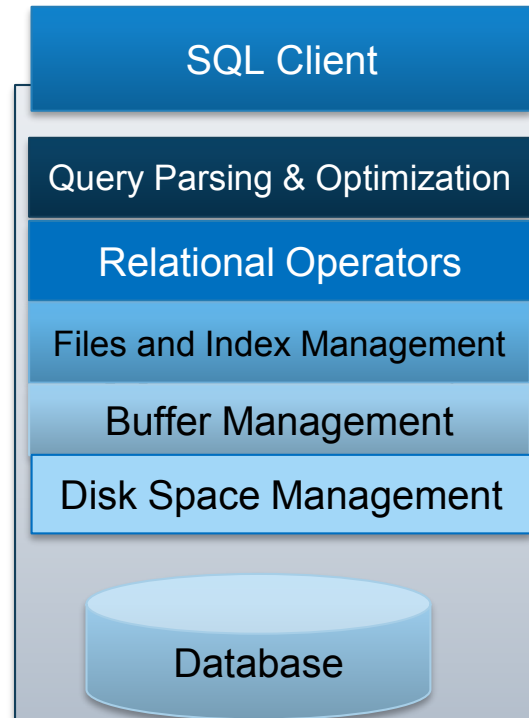 SQL Client
Query Parsing & Optimization
Relational Operators
Files and Index Management
Buffer Management
Disk Space Management
Database